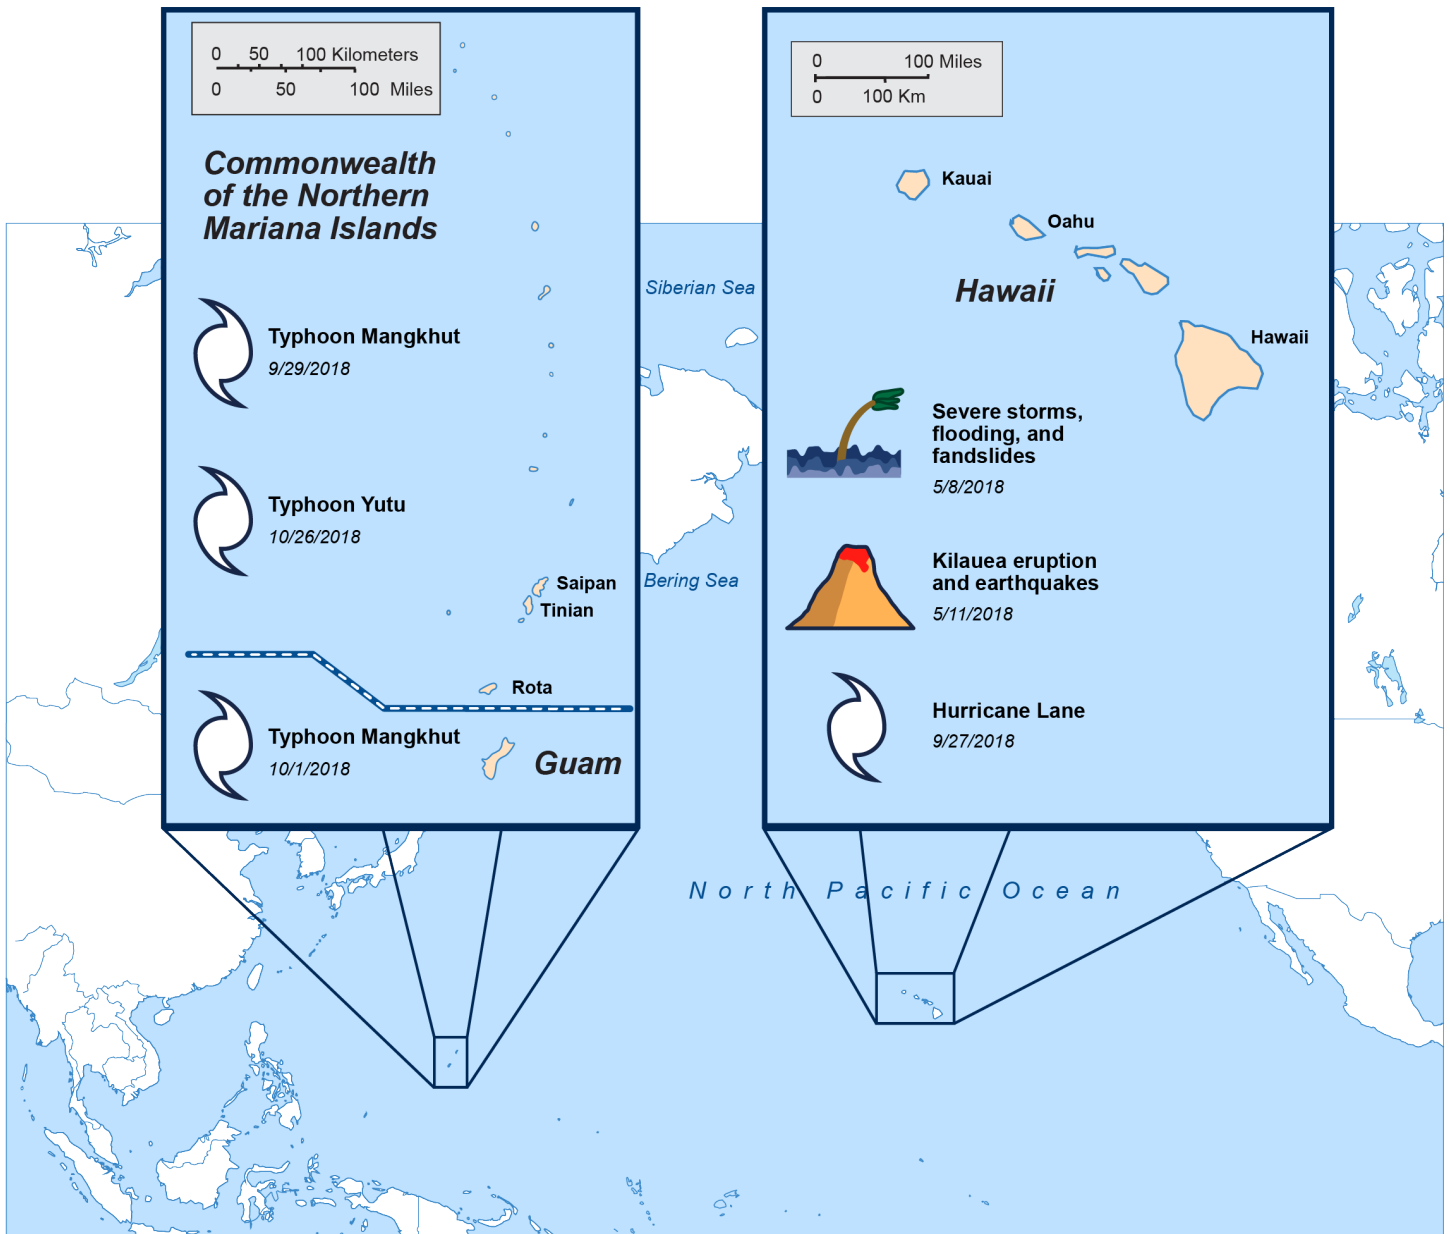 0 50 100 Kilometers
0 50 100 Miles
Commonwealth
of the Northern
Mariana Islands
Typhoon Mangkhut
9/29/2018
Typhoon Yutu
10/26/2018
Saipan
Tinian
Rota
Typhoon Mangkhut
10/1/2018
Guam
Siberian Sea
Bering Sea
0 100 Miles
0 100 Km
Kauai
Oahu
Hawaii
Hawaii
Severe storms,
flooding, and
fandslides
5/8/2018
Kilauea eruption
and earthquakes
5/11/2018
Hurricane Lane
9/27/2018
North Pacific Ocean